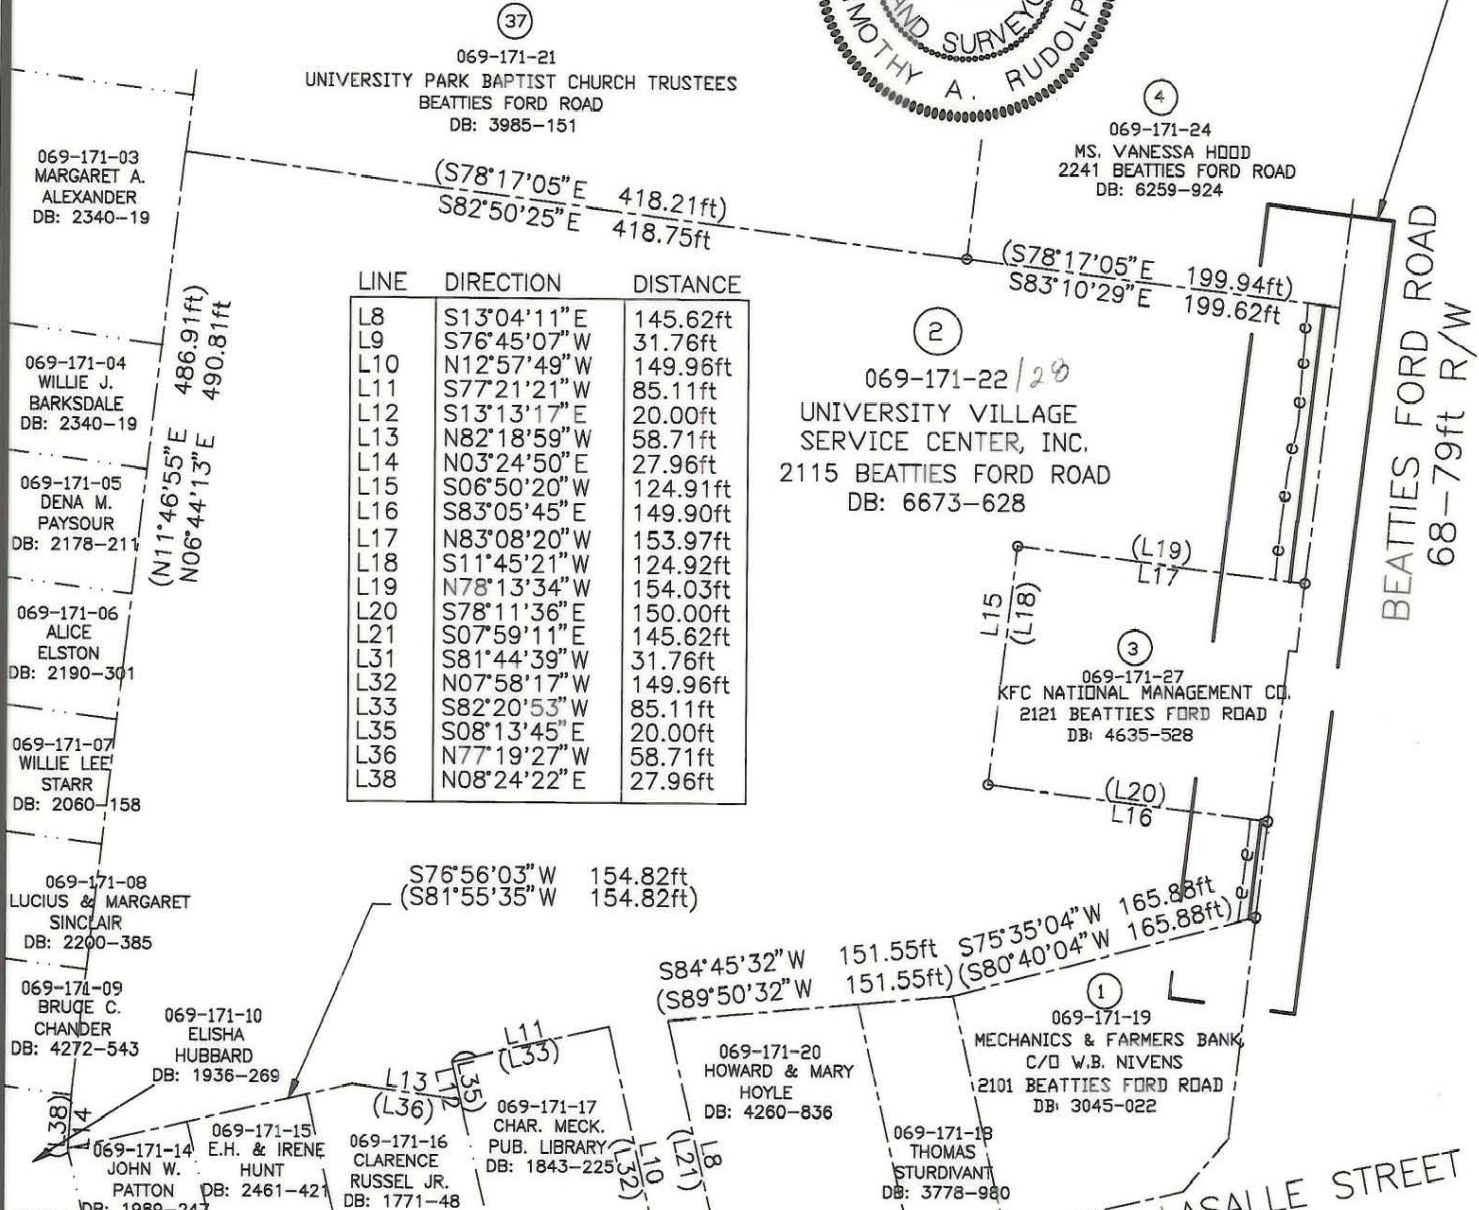 37
069-171-21
UNIVERSITY PARK BAPTIST CHURCH TRUSTEES
BEATTIES FORD ROAD
DB: 3985-151
AND SURVEYO
MOTHY A. RUDOLP
4
069-171-24
MS. VANESSA HOOD
2241 BEATTIES FORD ROAD
DB: 6259-924
069-171-03
MARGARET A.
ALEXANDER
DB: 2340-19
(S78°17'05"E 418.21ft)
S82°50'25"E 418.75ft
(S78°17'05"E 199.94ft)
S83°10'29"E 199.62ft
BEATTIES FORD ROAD
68-79ft R/W
(N11°46'55"E 486.91ft)
N06°44'13"E 490.81ft
LINE DIRECTION DISTANCE
L8 S13°04'11"E 145.62ft
L9 S76°45'07"W 31.76ft
L10 N12°57'49"W 149.96ft
L11 S77°21'21"W 85.11ft
L12 S13°13'17"E 20.00ft
L13 N82°18'59"W 58.71ft
L14 N03°24'50"E 27.96ft
L15 S06°50'20"W 124.91ft
L16 S83°05'45"E 149.90ft
L17 N83°08'20"W 153.97ft
L18 S11°45'21"W 124.92ft
L19 N78°13'34"W 154.03ft
L20 S78°11'36"E 150.00ft
L21 S07°59'11"E 145.62ft
L31 S81°44'39"W 31.76ft
L32 N07°58'17"W 149.96ft
L33 S82°20'53"W 85.11ft
L35 S08°13'45"E 20.00ft
L36 N77°19'27"W 58.71ft
L38 N08°24'22"E 27.96ft
2
069-171-22/28
UNIVERSITY VILLAGE
SERVICE CENTER, INC.
2115 BEATTIES FORD ROAD
DB: 6673-628
e
e
e
e
e
e
069-171-04
WILLIE J.
BARKSDALE
DB: 2340-19
069-171-05
DENA M.
PAYSOUR
DB: 2178-211
069-171-06
ALICE
ELSTON
DB: 2190-301
069-171-07
WILLIE LEE
STARR
DB: 2060-158
069-171-08
LUCIUS & MARGARET
SINCLAIR
DB: 2200-385
069-171-09
BRUCE C.
CHANDER
DB: 4272-543
(L19)
L17
L15
(L18)
3
069-171-27
KFC NATIONAL MANAGEMENT CO.
2121 BEATTIES FORD ROAD
DB: 4635-528
(L20)
L16
e
e
S76°56'03"W 154.82ft
(S81°55'35"W 154.82ft)
S84°45'32"W 151.55ft
(S89°50'32"W 151.55ft)
S75°35'04"W 165.88ft
(S80°40'04"W 165.88ft)
069-171-10
ELISHA
HUBBARD
DB: 1936-269
(L38)
L14
L13
(L36)
L12
(L35)
L11
(L33)
1
069-171-19
MECHANICS & FARMERS BANK
C/O W.B. NIVENS
2101 BEATTIES FORD ROAD
DB: 3045-022
069-171-20
HOWARD & MARY
HOYLE
DB: 4260-836
069-171-17
CHAR. MECK.
PUB. LIBRARY
DB: 1843-225
L10
(L32)
L8
(L21)
069-171-18
THOMAS
STURDIVANT
DB: 3778-980
069-171-14
JOHN W.
PATTON
DB: 1989-247
069-171-15
E.H. & IRENE
HUNT
DB: 2461-421
069-171-16
CLARENCE
RUSSEL JR.
DB: 1771-48
LASALLE STREET